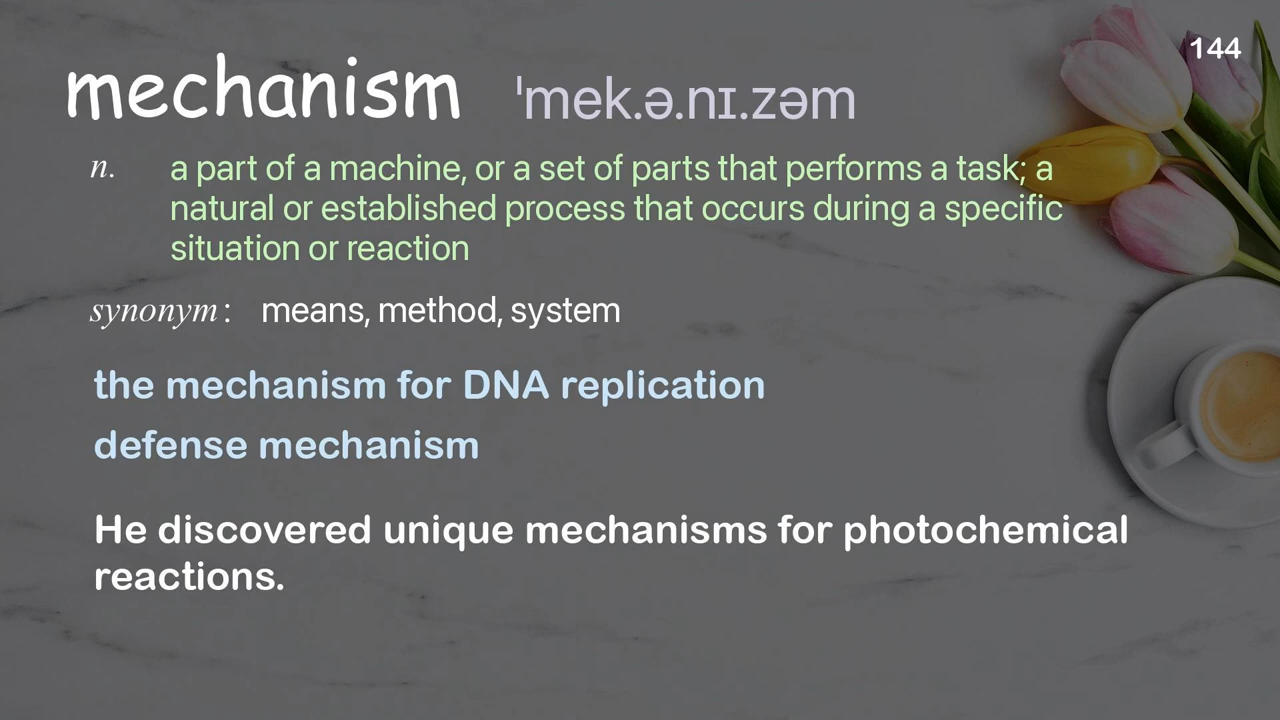 144
mechanism ˈmek.ə.nɪ.zəm
n. a part of a machine, or a set of parts that performs a task; a
natural or established process that occurs during a specific
situation or reaction
synonym: means, method, system
the mechanism for DNA replication
defense mechanism
He discovered unique mechanisms for photochemical
reactions.